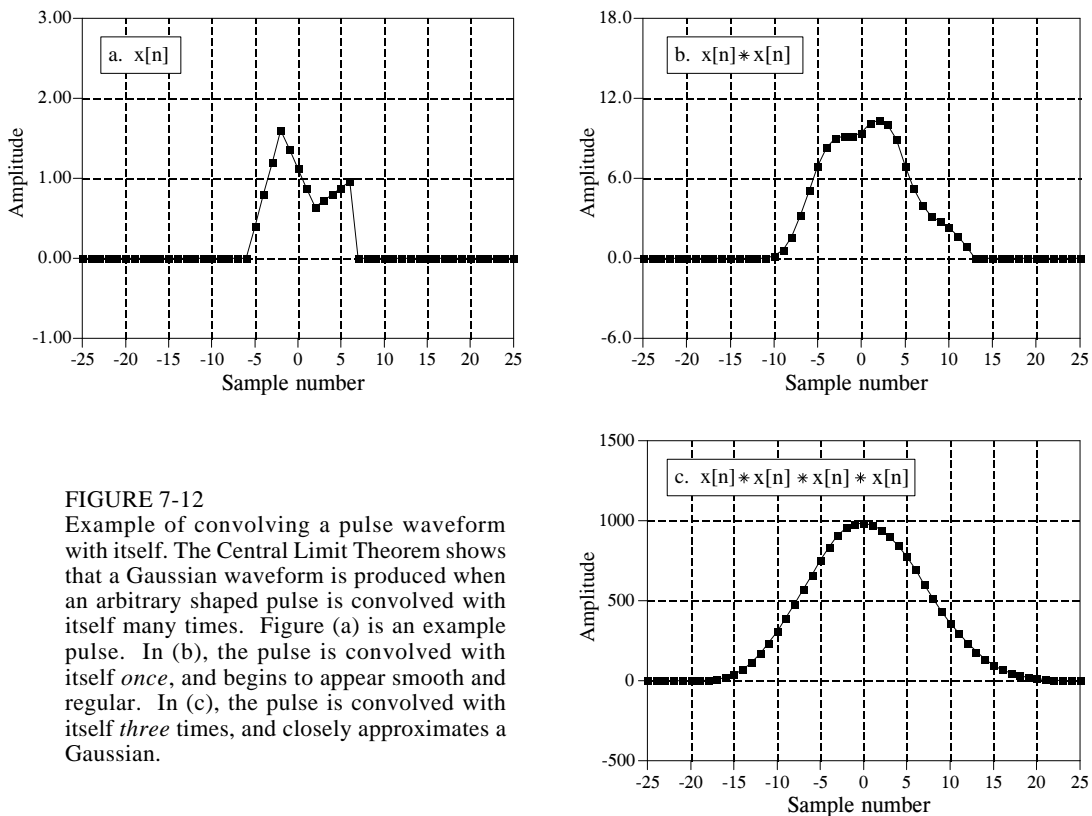 3.00
2.00
1.00
0.00
-1.00
Amplitude
a. x[n]
-25 -20 -15 -10 -5 0 5 10 15 20 25
Sample number
18.0
12.0
6.0
0.0
-6.0
Amplitude
b. x[n]∗x[n]
-25 -20 -15 -10 -5 0 5 10 15 20 25
Sample number
FIGURE 7-12
Example of convolving a pulse waveform
with itself. The Central Limit Theorem shows
that a Gaussian waveform is produced when
an arbitrary shaped pulse is convolved with
itself many times. Figure (a) is an example
pulse. In (b), the pulse is convolved with
itself once, and begins to appear smooth and
regular. In (c), the pulse is convolved with
itself three times, and closely approximates a
Gaussian.
1500
1000
500
0
-500
Amplitude
c. x[n]∗x[n] ∗x[n]∗ x[n]
-25 -20 -15 -10 -5 0 5 10 15 20 25
Sample number